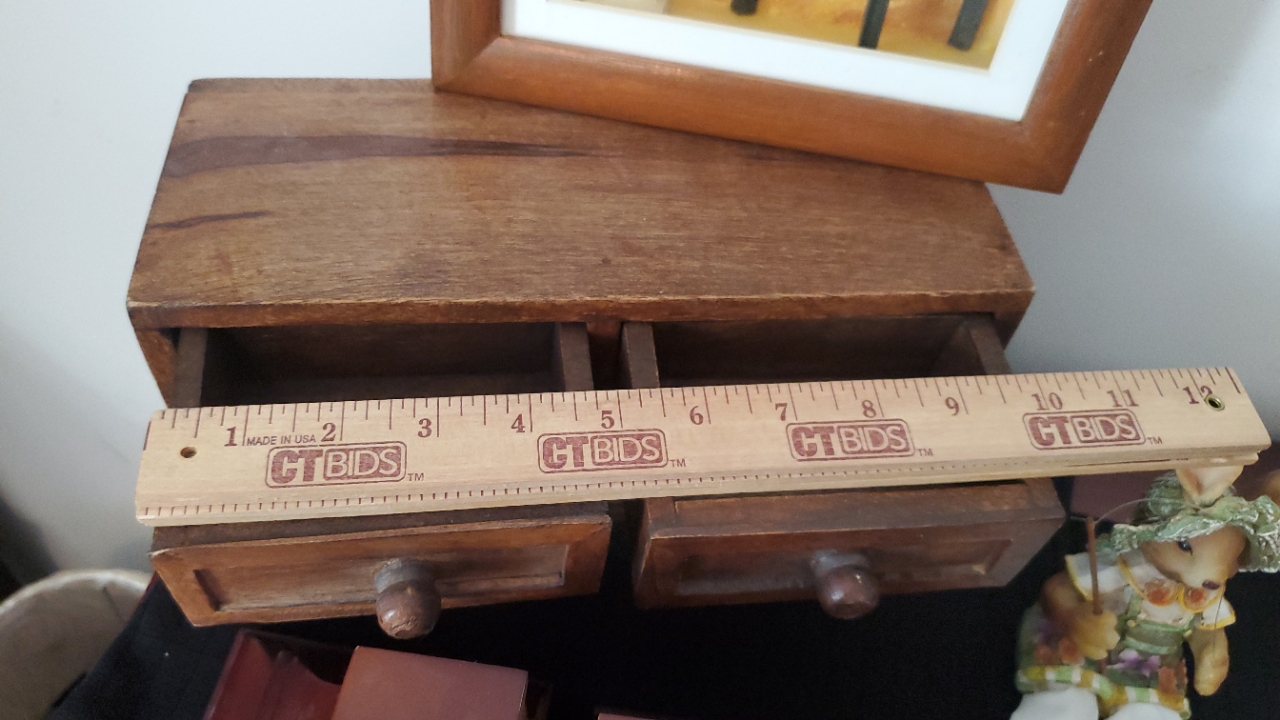 1 MADE IN USA 2 3 4 5 6 7 8 9 10 11 12
CTBIDS™ CTBIDS™ CTBIDS™ CTBIDS™